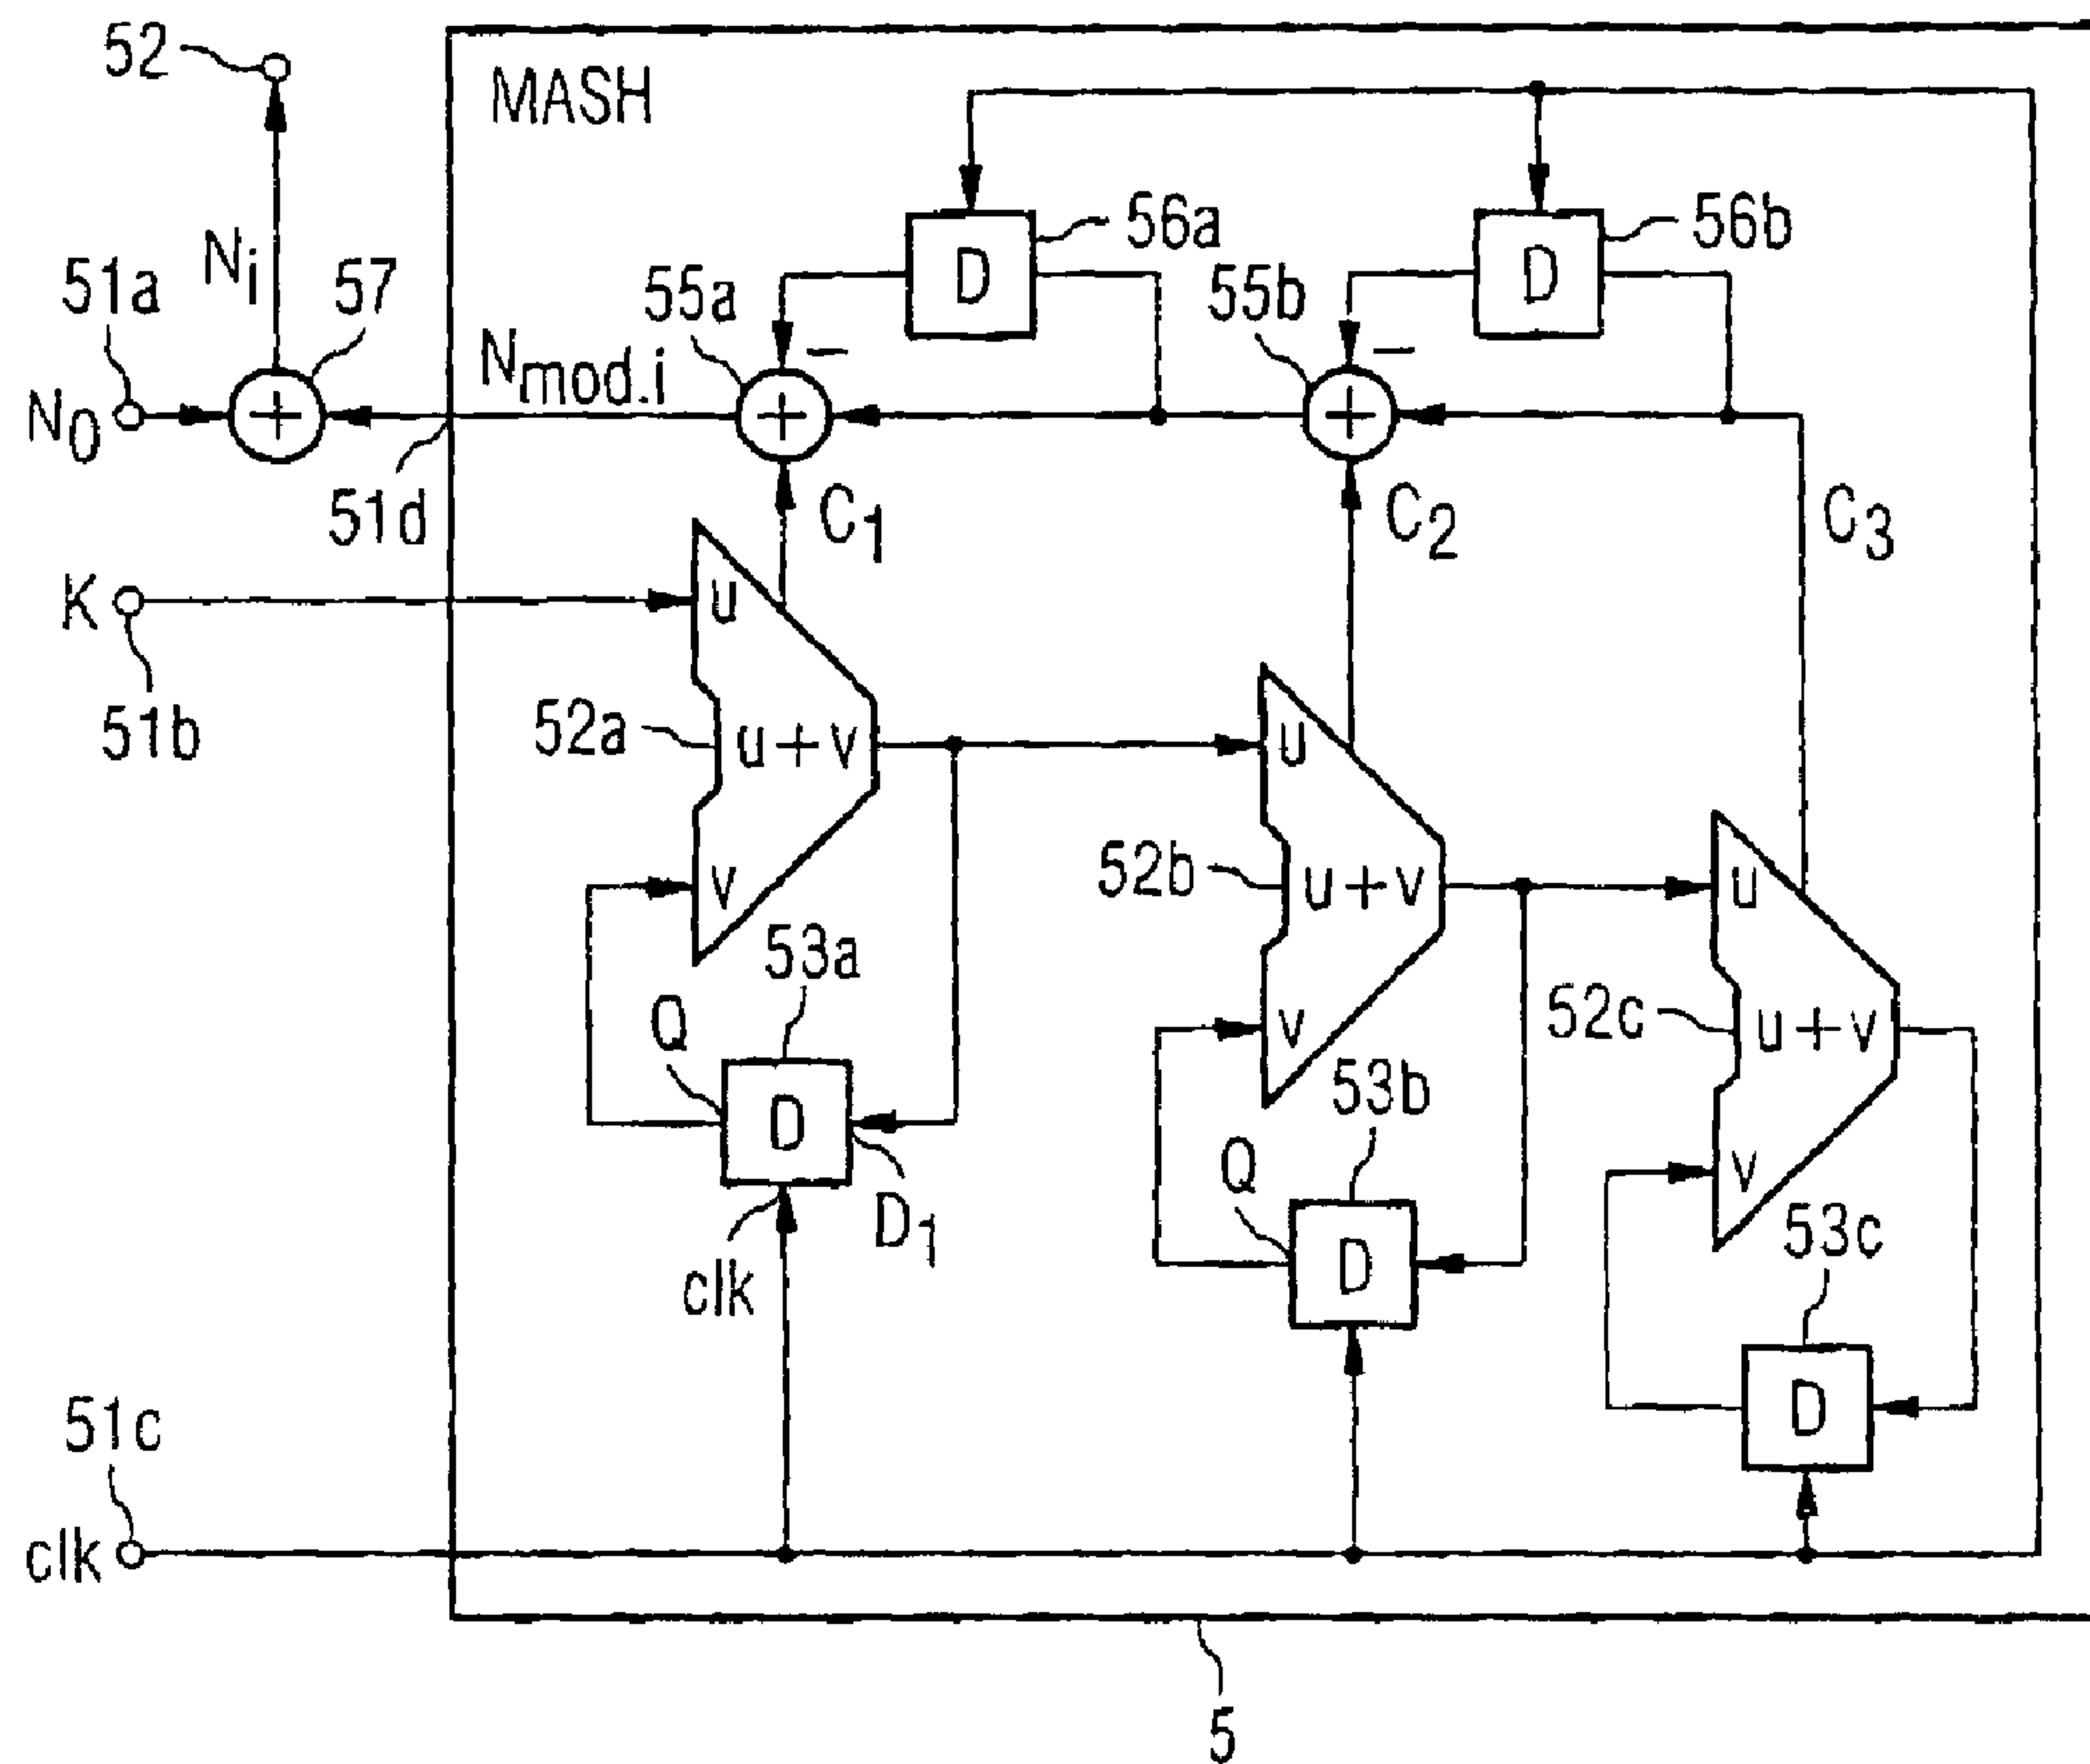 52
MASH
56a
56b
D
D
51a
Ni
57
55a
55b
Nmod.i
−
−
N0
+
+
+
51d
C1
C2
C3
K
u
51b
52a
u+v
u
v
52b
u+v
u
53a
Q
v
52c
u+v
D
53b
D1
Q
v
clk
D
53c
D
51c
clk
5